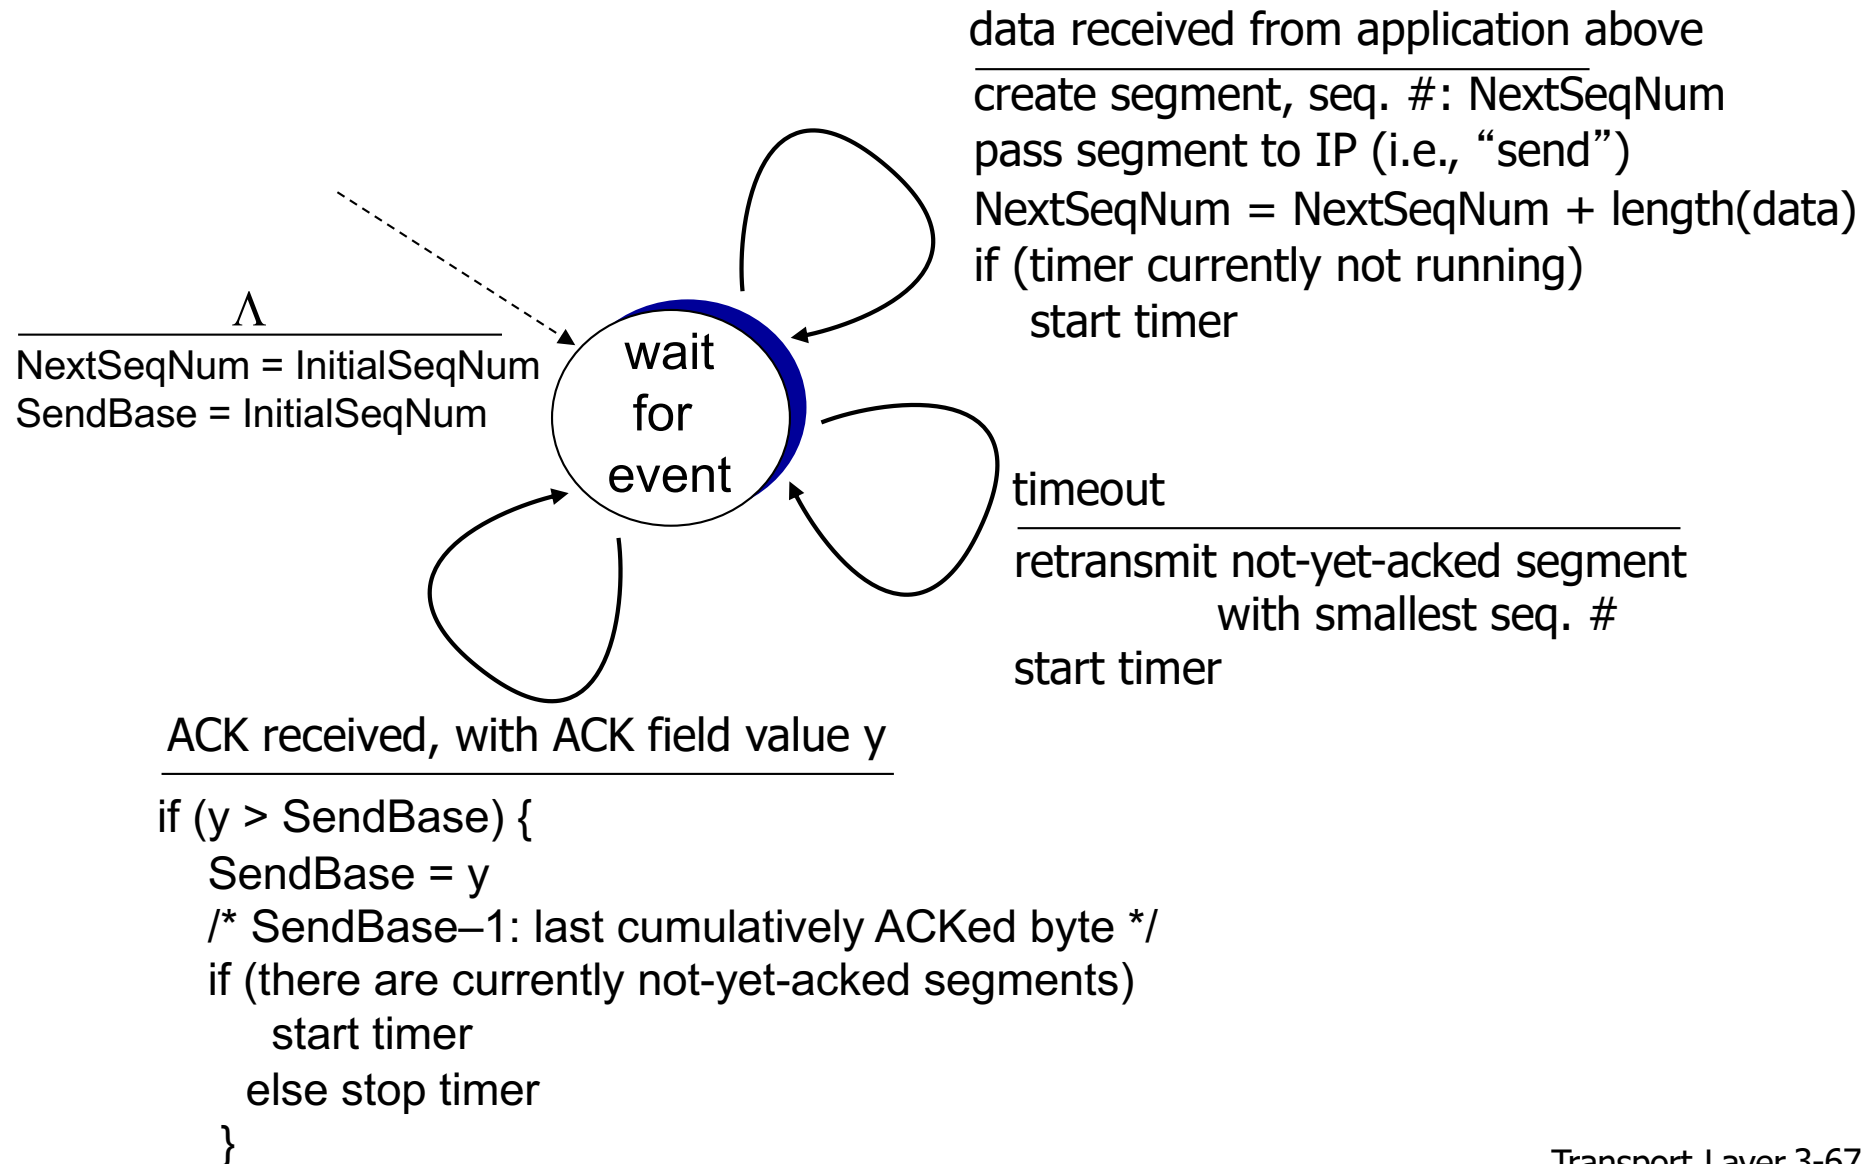 data received from application above
create segment, seq. #: NextSeqNum
pass segment to IP (i.e., “send”)
NextSeqNum = NextSeqNum + length(data)
if (timer currently not running)
start timer
Λ
NextSeqNum = InitialSeqNum
SendBase = InitialSeqNum
wait
for
event
timeout
retransmit not-yet-acked segment
with smallest seq. #
start timer
ACK received, with ACK field value y
if (y > SendBase) {
SendBase = y
/* SendBase–1: last cumulatively ACKed byte */
if (there are currently not-yet-acked segments)
start timer
else stop timer
}
Transport Layer 3-67